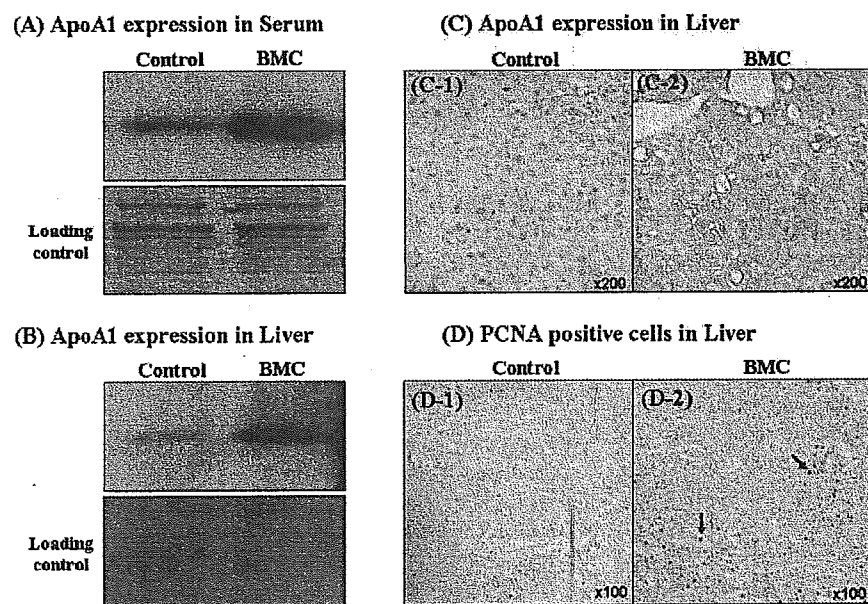 (A) ApoA1 expression in Serum
Control BMC
Loading
control
(B) ApoA1 expression in Liver
Control BMC
Loading
control
(C) ApoA1 expression in Liver
Control BMC
(C-1) (C-2)
x200 x200
(D) PCNA positive cells in Liver
Control BMC
(D-1) (D-2)
x100 x100